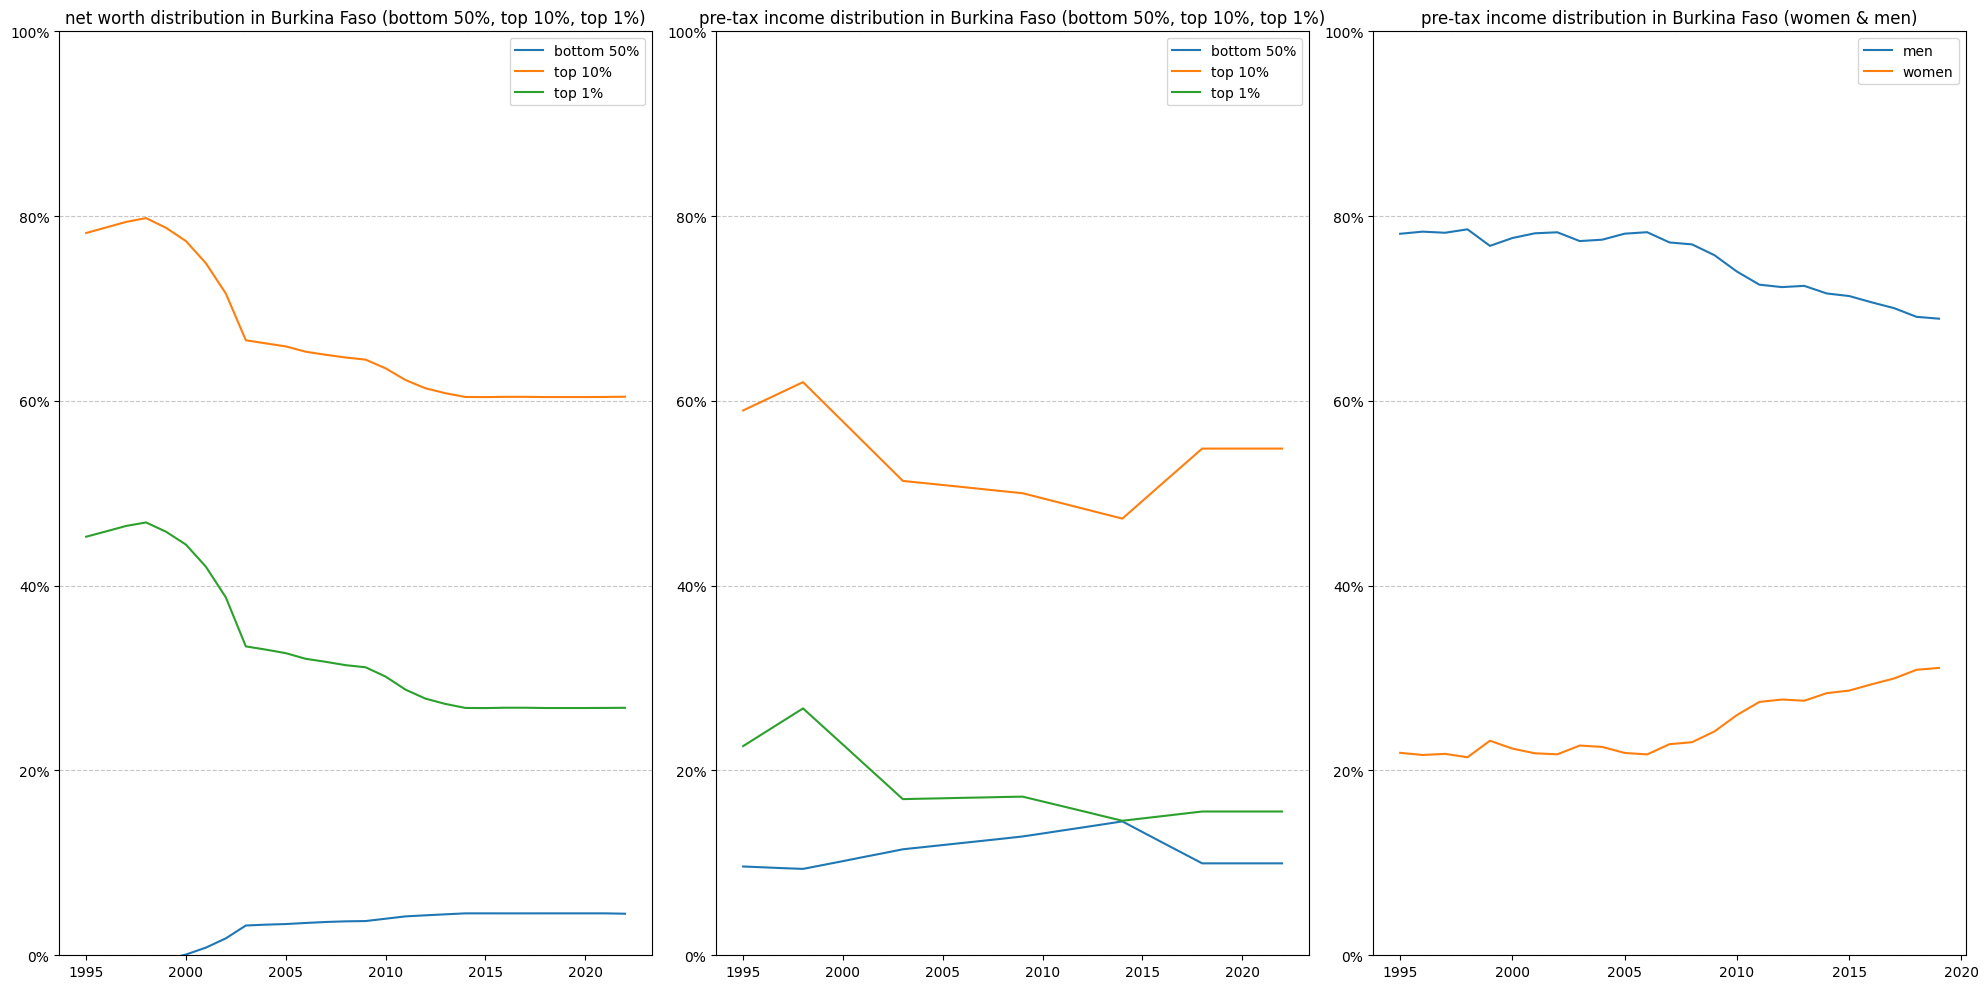 net worth distribution in Burkina Faso (bottom 50%, top 10%, top 1%)
100%
80%
60%
40%
20%
0%
1995 2000 2005 2010 2015 2020
bottom 50%
top 10%
top 1%
pre-tax income distribution in Burkina Faso (bottom 50%, top 10%, top 1%)
100%
80%
60%
40%
20%
0%
1995 2000 2005 2010 2015 2020
bottom 50%
top 10%
top 1%
pre-tax income distribution in Burkina Faso (women & men)
100%
80%
60%
40%
20%
0%
1995 2000 2005 2010 2015 2020
men
women